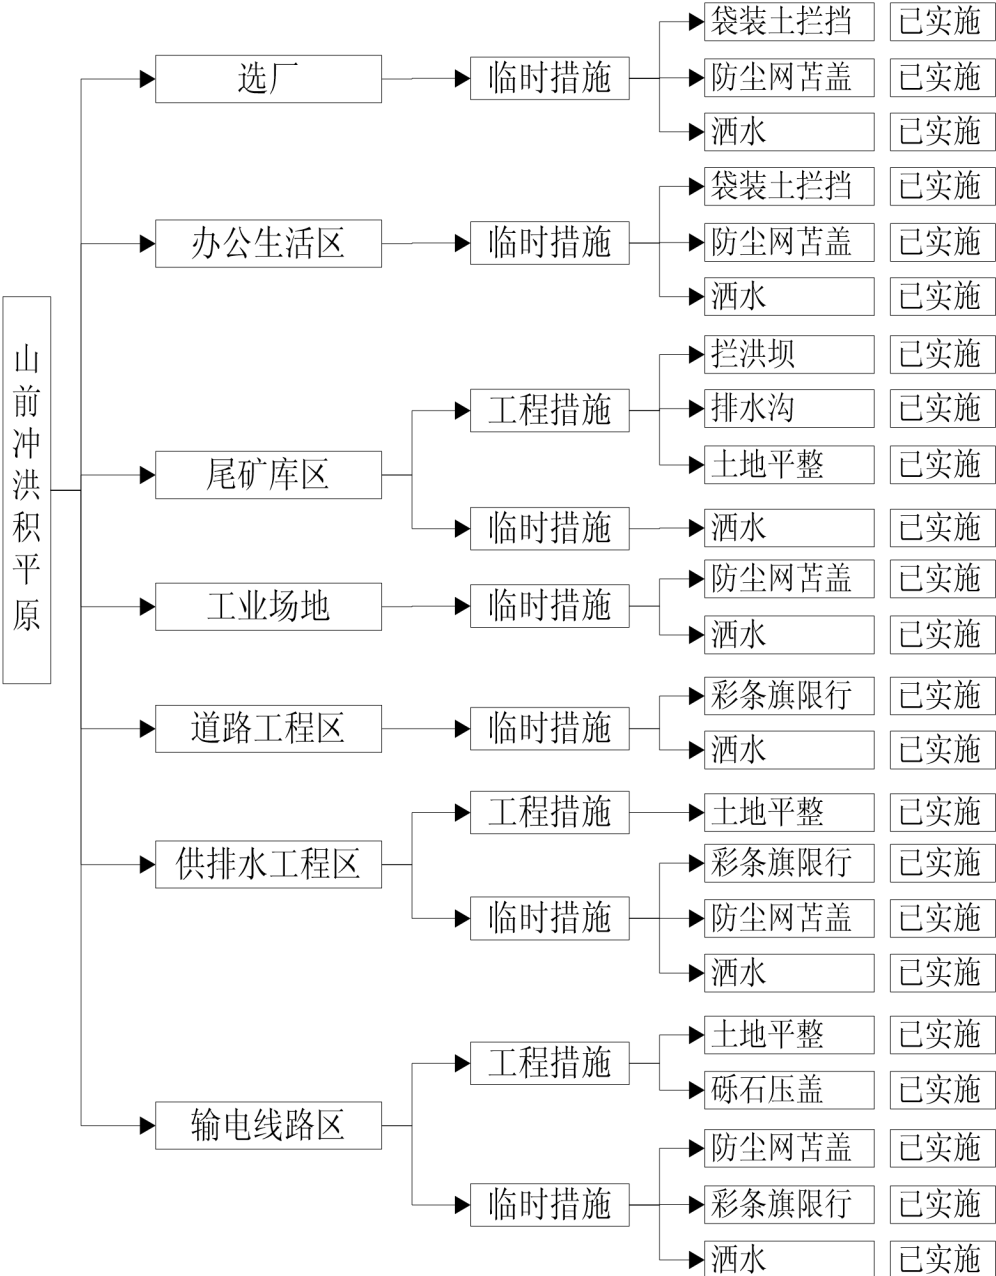 山前冲洪积平原
选厂
临时措施
袋装土拦挡 已实施
防尘网苫盖 已实施
洒水 已实施
办公生活区
临时措施
袋装土拦挡 已实施
防尘网苫盖 已实施
洒水 已实施
尾矿库区
工程措施
拦洪坝 已实施
排水沟 已实施
土地平整 已实施
临时措施
洒水 已实施
工业场地
临时措施
防尘网苫盖 已实施
洒水 已实施
道路工程区
临时措施
彩条旗限行 已实施
洒水 已实施
供排水工程区
工程措施
土地平整 已实施
临时措施
彩条旗限行 已实施
防尘网苫盖 已实施
洒水 已实施
输电线路区
工程措施
土地平整 已实施
砾石压盖 已实施
临时措施
防尘网苫盖 已实施
彩条旗限行 已实施
洒水 已实施